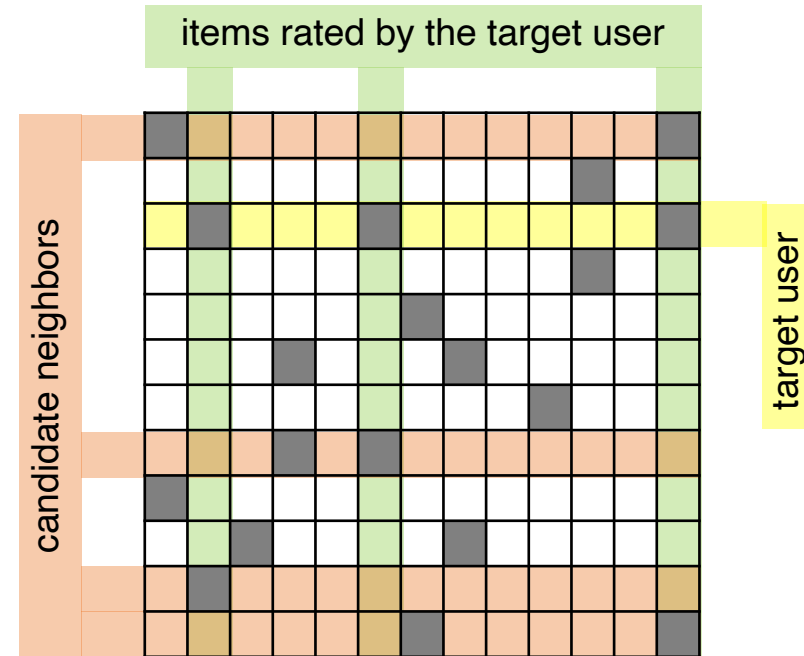 items rated by the target user
candidate neighbors
target user